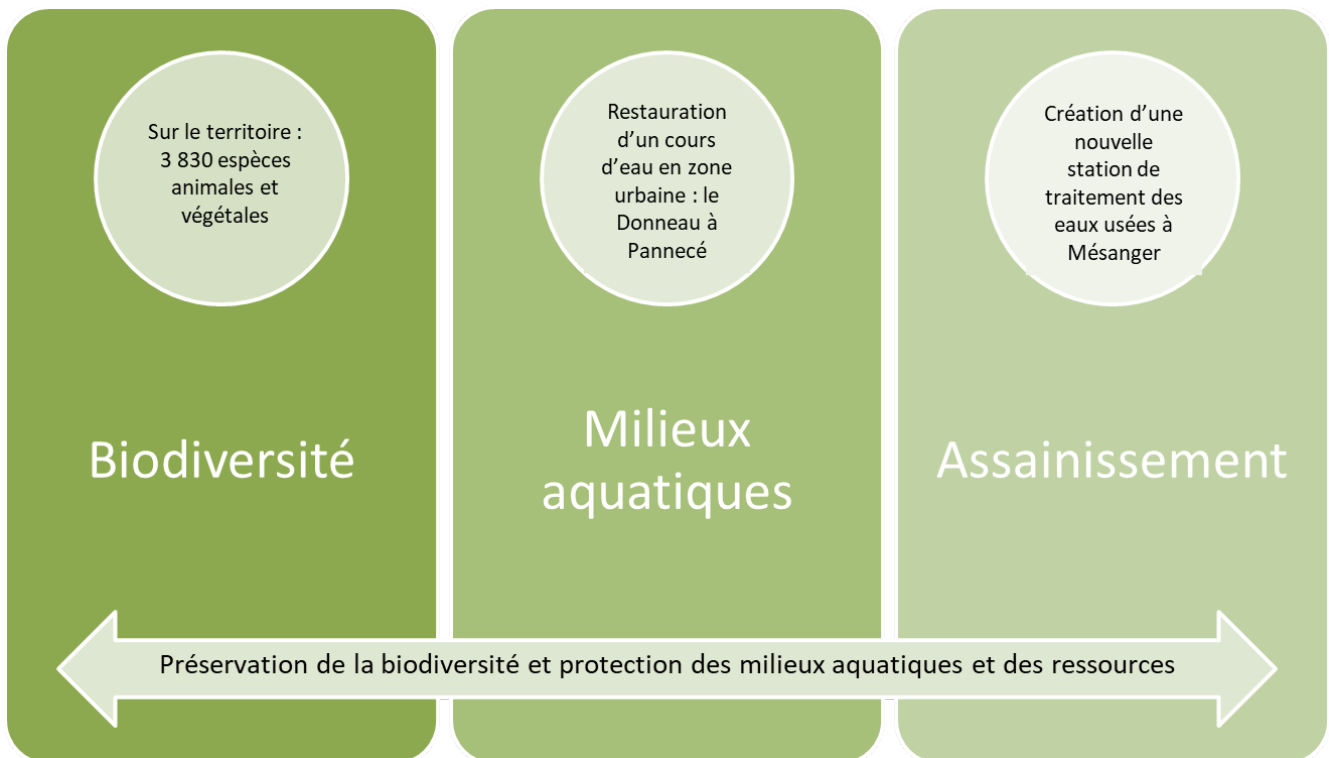 Sur le territoire :
3 830 espèces
animales et
végétales
Biodiversité
Restauration
d’un cours
d’eau en zone
urbaine : le
Donneau à
Pannecé
Milieux
aquatiques
Création d’une
nouvelle
station de
traitement des
eaux usées à
Mésanger
Assainissement
Préservation de la biodiversité et protection des milieux aquatiques et des ressources